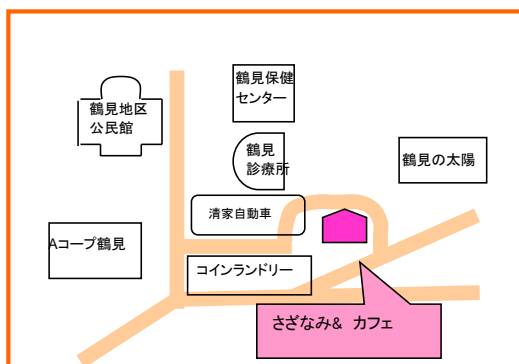 鶴見保健
センター
鶴見地区
公民館
鶴見
診療所
鶴見の太陽
清家自動車
Aコープ鶴見
コインランドリー
さざなみ& カフェ